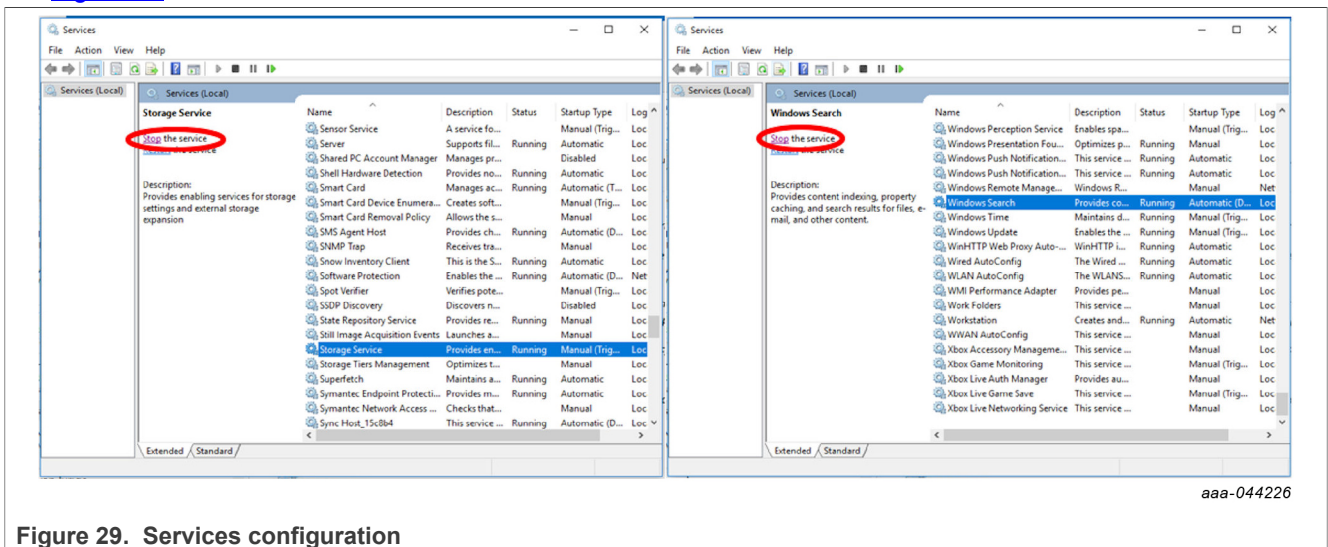 Services
File Action View Help
Services (Local)
Services (Local)
Storage Service
Stop the service
Restart the service
Description:
Provides enabling services for storage
settings and external storage
expansion
Name Description Status Startup Type Log
Sensor Service A service fo... Manual (Trig... Loc
Server Supports fil... Running Automatic Loc
Shared PC Account Manager Manages pr... Disabled Loc
Shell Hardware Detection Provides no... Running Automatic Loc
Smart Card Manages ac... Running Automatic (T... Loc
Smart Card Device Enumera... Creates soft... Manual (Trig... Loc
Smart Card Removal Policy Allows the s... Manual Loc
SMS Agent Host Provides ch... Running Automatic (D... Loc
SNMP Trap Receives tra... Manual Loc
Snow Inventory Client This is the S... Running Automatic Loc
Software Protection Enables the ... Running Automatic (D... Net
Spot Verifier Verifies pote... Manual (Trig... Loc
SSDP Discovery Discovers n... Disabled Loc
State Repository Service Provides re... Running Manual Loc
Still Image Acquisition Events Launches a... Manual Loc
Storage Service Provides en... Running Manual (Trig... Loc
Storage Tiers Management Optimizes t... Manual Loc
Superfetch Maintains a... Running Automatic Loc
Symantec Endpoint Protecti... Provides m... Running Automatic Loc
Symantec Network Access ... Checks that... Manual Loc
Sync Host_15c8b4 This service ... Running Automatic (D... Loc
Extended Standard
Services
File Action View Help
Services (Local)
Services (Local)
Windows Search
Stop the service
Restart the service
Description:
Provides content indexing, property
caching, and search results for files, e-
mail, and other content.
Name Description Status Startup Type Log
Windows Perception Service Enables spa... Manual (Trig... Loc
Windows Presentation Fou... Optimizes p... Running Manual Loc
Windows Push Notification... This service ... Running Automatic Loc
Windows Push Notification... This service ... Running Automatic Loc
Windows Remote Manage... Windows R... Manual Net
Windows Search Provides co... Running Automatic (D... Loc
Windows Time Maintains d... Running Manual (Trig... Loc
Windows Update Enables the ... Running Manual (Trig... Loc
WinHTTP Web Proxy Auto-... WinHTTP i... Running Automatic Loc
Wired AutoConfig The Wired ... Running Automatic Loc
WLAN AutoConfig The WLANS... Running Automatic Loc
WMI Performance Adapter Provides pe... Manual Loc
Work Folders This service ... Manual Loc
Workstation Creates and... Running Automatic Net
WWAN AutoConfig This service ... Manual Loc
Xbox Accessory Manageme... This service ... Manual Loc
Xbox Game Monitoring This service ... Manual (Trig... Loc
Xbox Live Auth Manager Provides au... Manual Loc
Xbox Live Game Save This service ... Manual (Trig... Loc
Xbox Live Networking Service This service ... Manual Loc
Extended Standard
aaa-044226
Figure 29. Services configuration